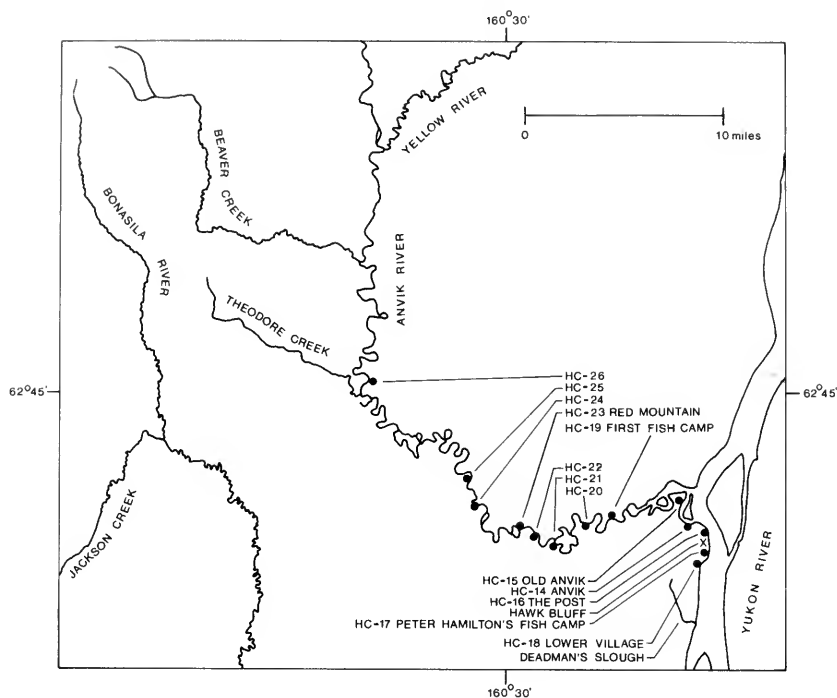 160°30'
YELLOW RIVER
0 10 miles
BEAVER CREEK
BONASILA RIVER
ANVIK RIVER
THEODORE CREEK
62°45'
62°45'
HC-26
HC-25
HC-24
HC-23 RED MOUNTAIN
HC-19 FIRST FISH CAMP
HC-22
HC-21
HC-20
JACKSON CREEK
X
YUKON RIVER
HC-15 OLD ANVIK
HC-14 ANVIK
HC-16 THE POST
HAWK BLUFF
HC-17 PETER HAMILTON'S FISH CAMP
HC-18 LOWER VILLAGE
DEADMAN'S SLOUGH
160°30'